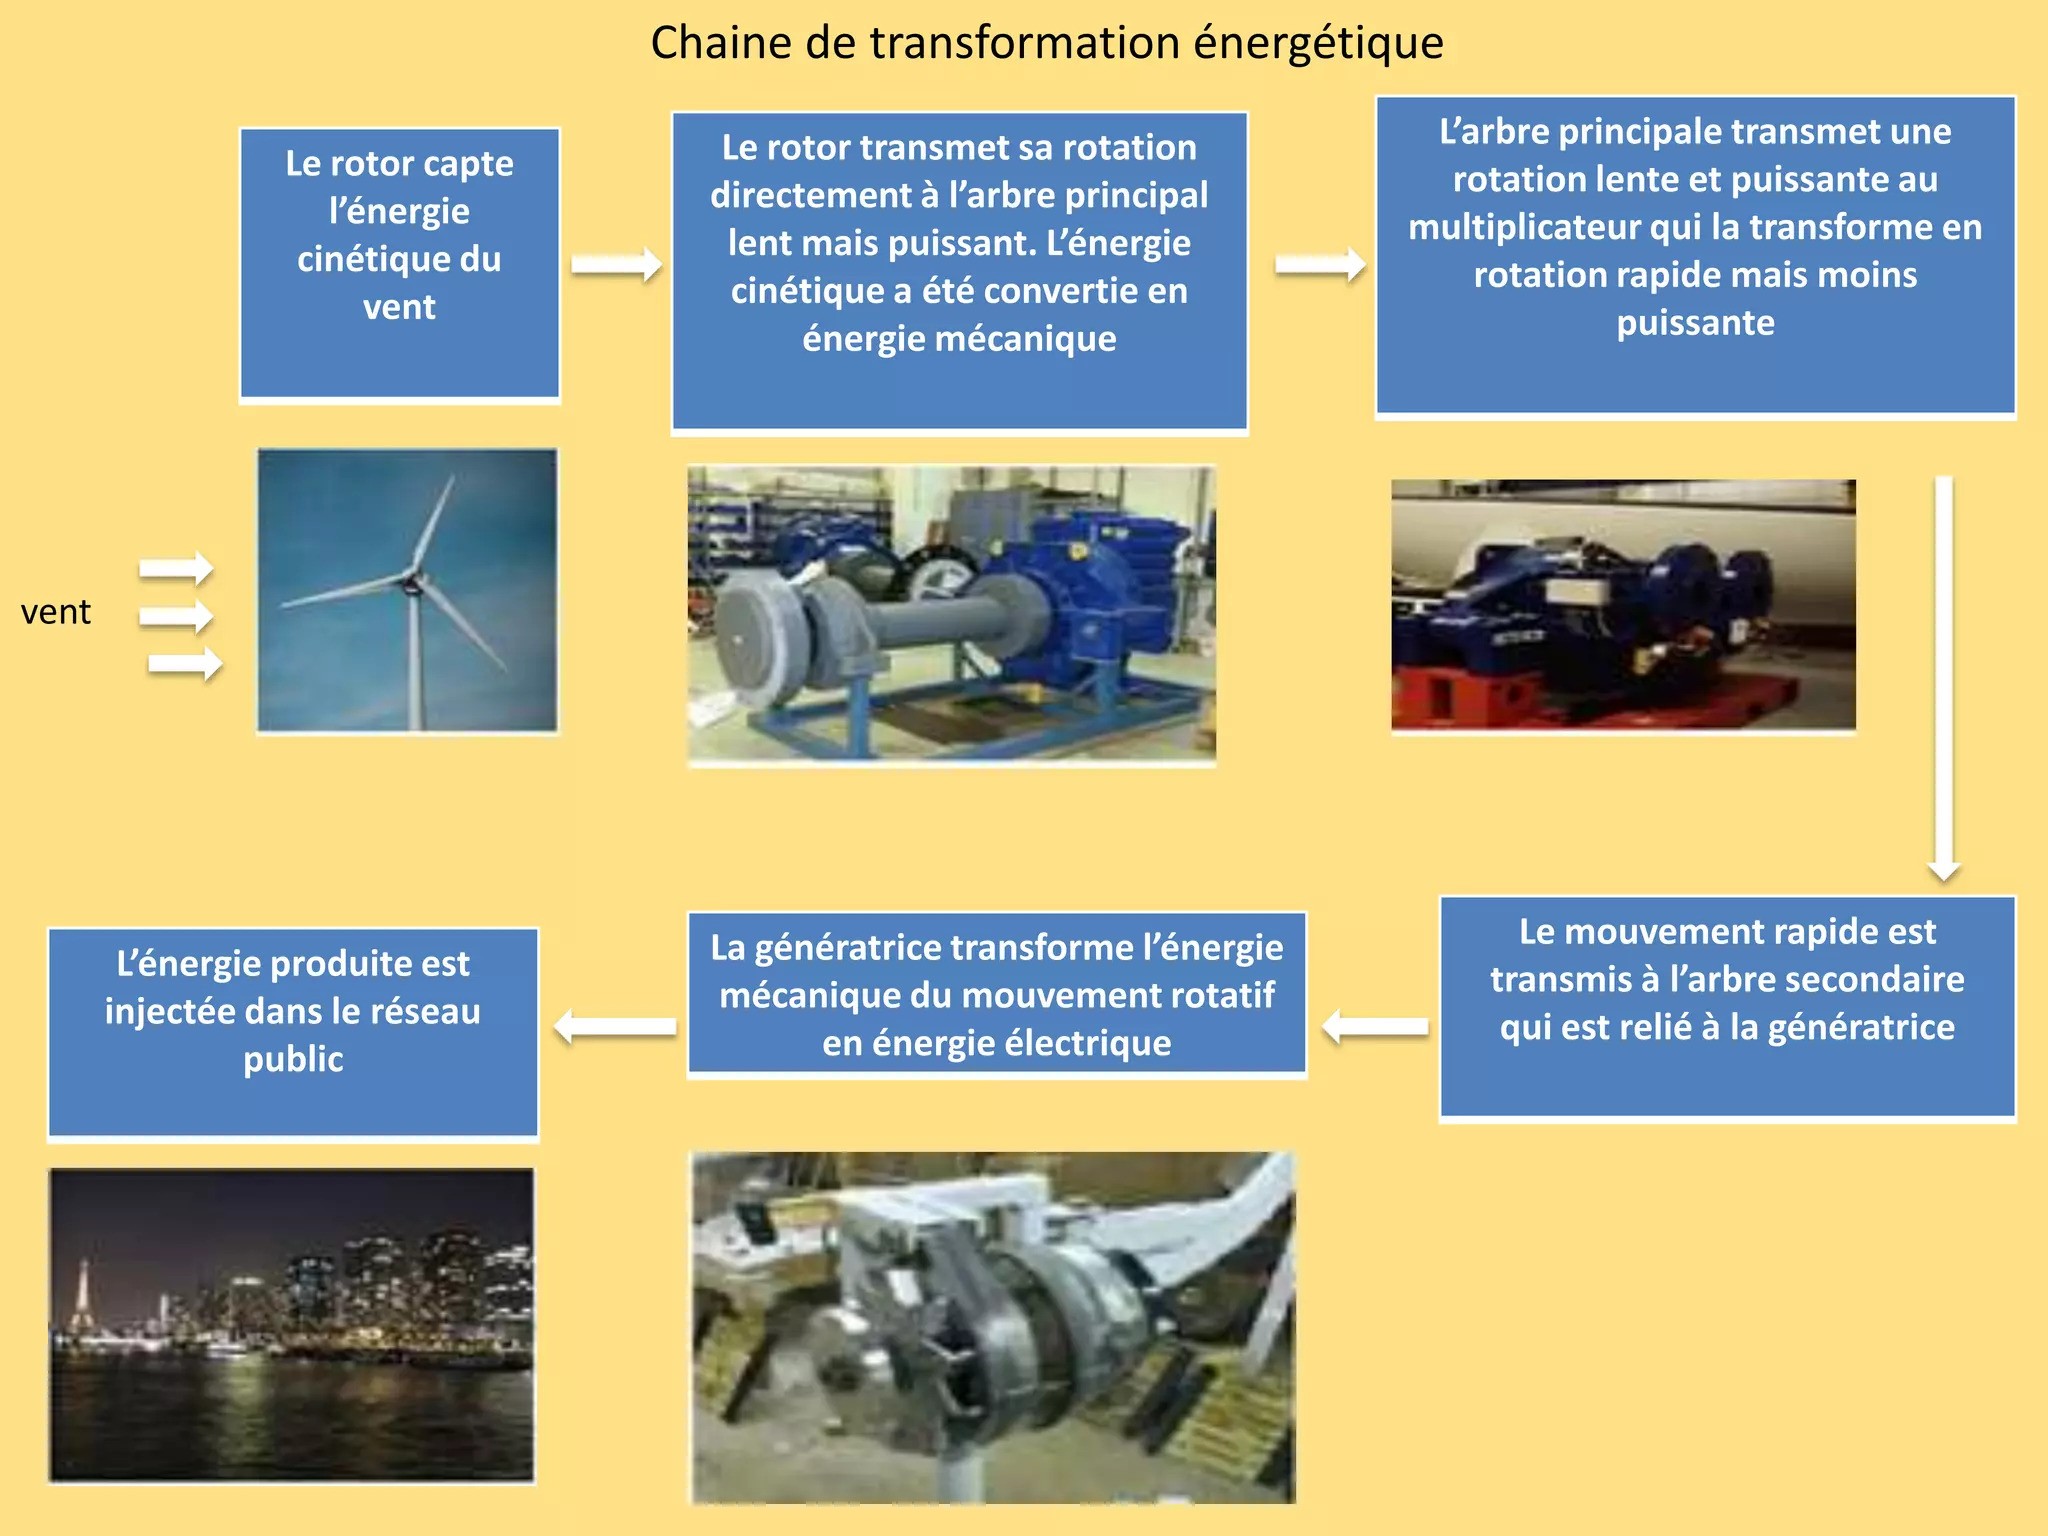 Chaine de transformation énergétique
Le rotor capte
l’énergie
cinétique du
vent
Le rotor transmet sa rotation
directement à l’arbre principal
lent mais puissant. L’énergie
cinétique a été convertie en
énergie mécanique
L’arbre principale transmet une
rotation lente et puissante au
multiplicateur qui la transforme en
rotation rapide mais moins
puissante
vent
Le mouvement rapide est
transmis à l’arbre secondaire
qui est relié à la génératrice
La génératrice transforme l’énergie
mécanique du mouvement rotatif
en énergie électrique
L’énergie produite est
injectée dans le réseau
public